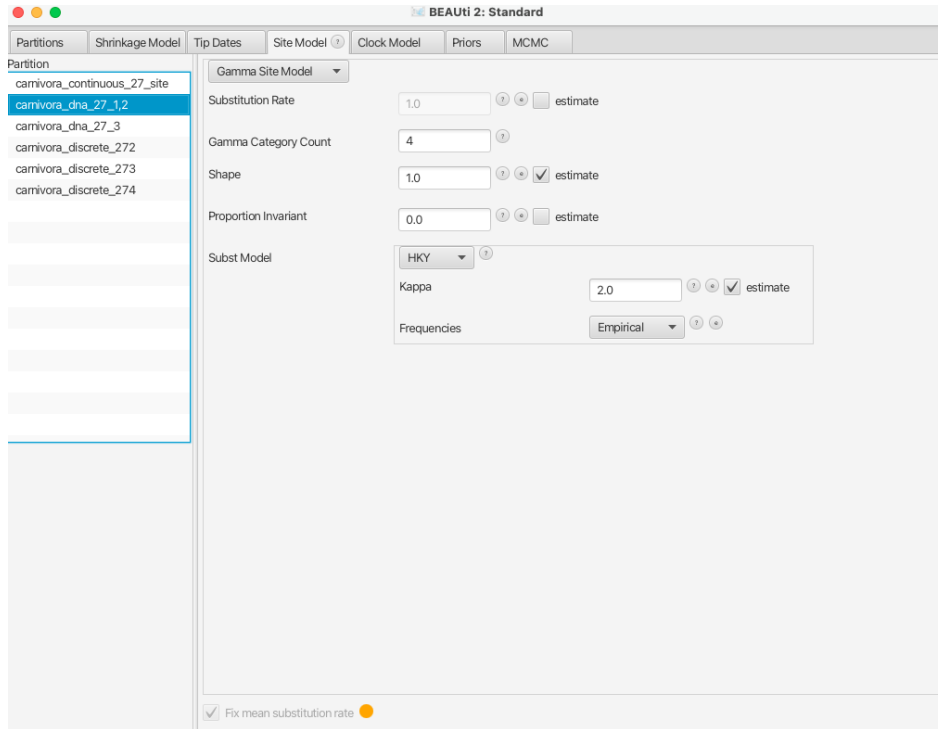 BEAUti 2: Standard
Partitions Shrinkage Model Tip Dates Site Model ? Clock Model Priors MCMC
Partition
carnivora_continuous_27_site
carnivora_dna_27_1,2
carnivora_dna_27_3
carnivora_discrete_272
carnivora_discrete_273
carnivora_discrete_274
Gamma Site Model
Substitution Rate 1.0 ? e estimate
Gamma Category Count 4 ?
Shape 1.0 ? e estimate
Proportion Invariant 0.0 ? e estimate
Subst Model HKY ?
Kappa 2.0 ? e estimate
Frequencies Empirical ? e
Fix mean substitution rate